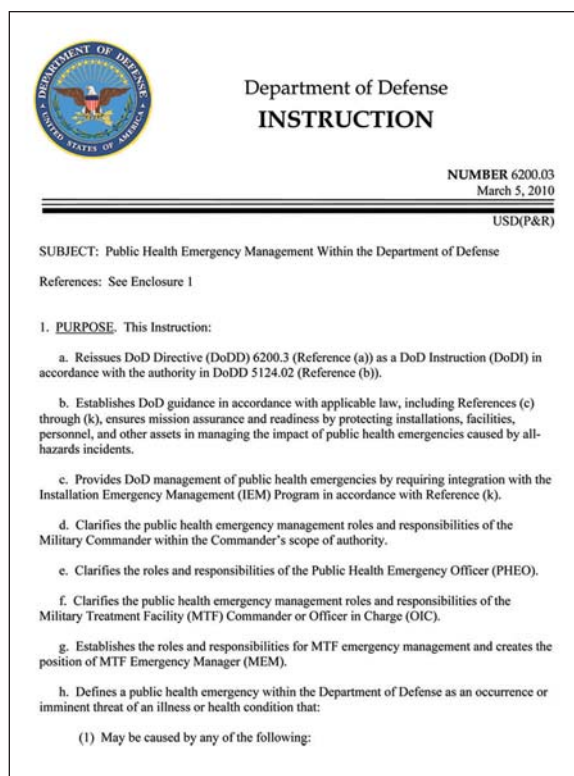 DEPARTMENT OF DEFENSE
UNITED STATES OF AMERICA
Department of Defense
INSTRUCTION
NUMBER 6200.03
March 5, 2010
USD(P&R)
SUBJECT: Public Health Emergency Management Within the Department of Defense
References: See Enclosure 1
1. PURPOSE. This Instruction:
a. Reissues DoD Directive (DoDD) 6200.3 (Reference (a)) as a DoD Instruction (DoDI) in
accordance with the authority in DoDD 5124.02 (Reference (b)).
b. Establishes DoD guidance in accordance with applicable law, including References (c)
through (k), ensures mission assurance and readiness by protecting installations, facilities,
personnel, and other assets in managing the impact of public health emergencies caused by all-
hazards incidents.
c. Provides DoD management of public health emergencies by requiring integration with the
Installation Emergency Management (IEM) Program in accordance with Reference (k).
d. Clarifies the public health emergency management roles and responsibilities of the
Military Commander within the Commander's scope of authority.
e. Clarifies the roles and responsibilities of the Public Health Emergency Officer (PHEO).
f. Clarifies the public health emergency management roles and responsibilities of the
Military Treatment Facility (MTF) Commander or Officer in Charge (OIC).
g. Establishes the roles and responsibilities for MTF emergency management and creates the
position of MTF Emergency Manager (MEM).
h. Defines a public health emergency within the Department of Defense as an occurrence or
imminent threat of an illness or health condition that:
(1) May be caused by any of the following: